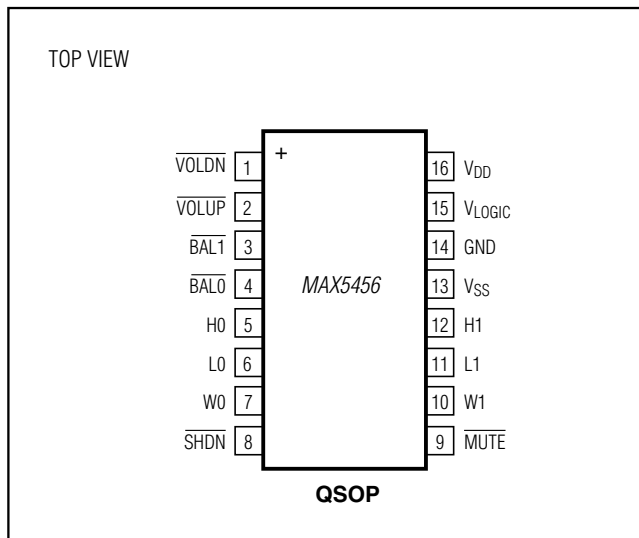 TOP VIEW
+
VOLDN 1
VOLUP 2
BAL1 3
BAL0 4
H0 5
L0 6
W0 7
SHDN 8
MAX5456
16 VDD
15 VLOGIC
14 GND
13 VSS
12 H1
11 L1
10 W1
9 MUTE
QSOP